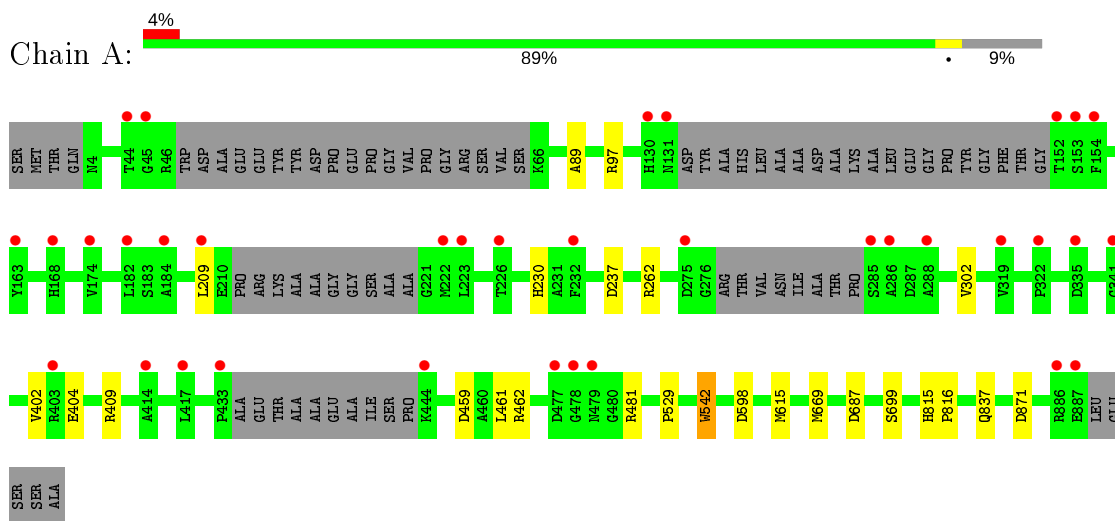 4%
Chain A:
89% • 9%
SER MET THR GLN N4 T44 G45 R46 TRP ASP ALA GLU GLU TYR TYR ASP PRO GLU PRO GLY VAL PRO GLY ARG SER VAL SER K66 A89 R97 H130 N131 ASP TYR ALA HIS LEU ALA ALA ASP ALA LYS ALA LEU GLU GLY PRO TYR GLY PHE THR GLY T152 S153 F154
Y163 H168 V174 L182 S183 A184 L209 E210 PRO ARG LYS ALA ALA GLY GLY SER ALA ALA G221 M222 L223 T226 H230 A231 F232 D237 R262 D275 G276 ARG THR VAL ASN ILE ALA THR PRO S285 A286 D287 A288 V302 V319 P322 D335
V402 R403 E404 R409 A414 L417 P433 ALA GLU THR ALA ALA GLU ALA ILE SER PRO K444 D459 A460 L461 R462 D477 G478 N479 G480 R481 P529 W542 D598 M615 M669 D687 S699 H815 P816 Q837 D871 R886 E887 LEU GLU
SER SER ALA